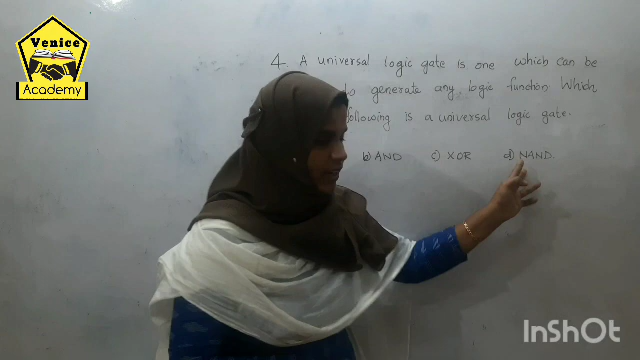 Venice
Academy
4. A universal logic gate is one which can be
to generate any logic function. Which
following is a universal logic gate.
b) AND c) XOR d) NAND
InShOt